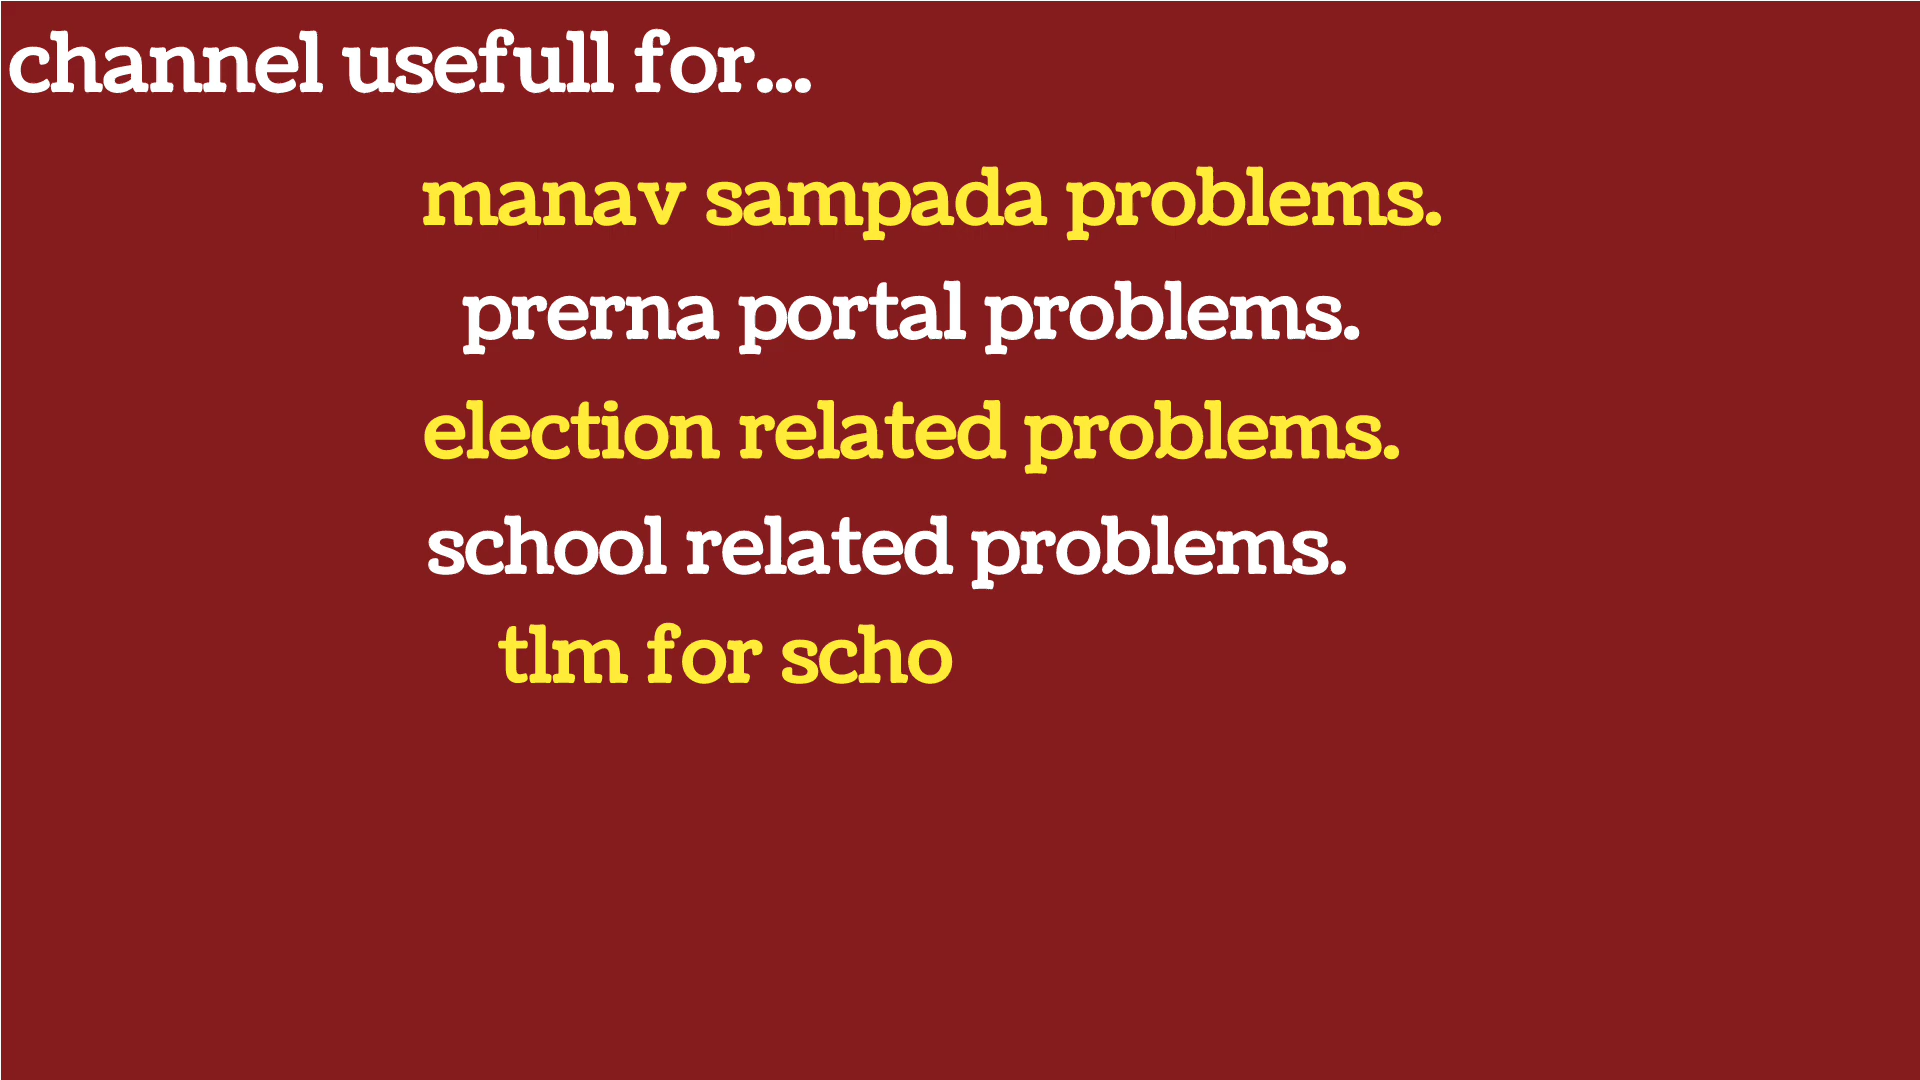 channel usefull for...
manav sampada problems.
prerna portal problems.
election related problems.
school related problems.
tlm for scho